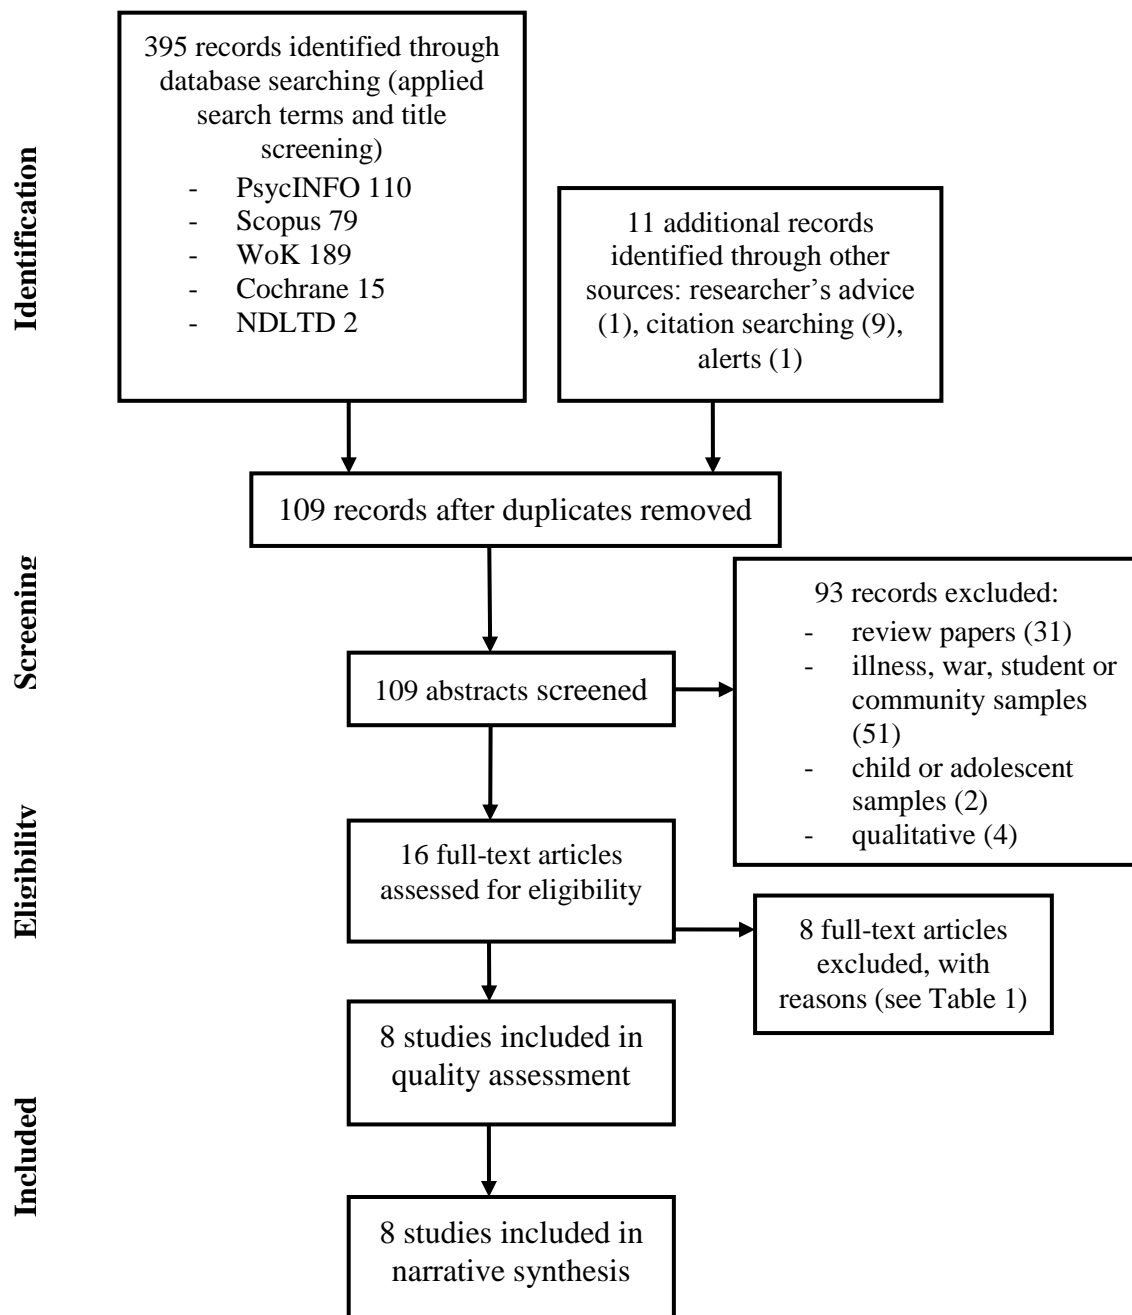 Identification
395 records identified through
database searching (applied
search terms and title
screening)
- PsycINFO 110
- Scopus 79
- WoK 189
- Cochrane 15
- NDLTD 2
11 additional records
identified through other
sources: researcher’s advice
(1), citation searching (9),
alerts (1)
109 records after duplicates removed
Screening
109 abstracts screened
93 records excluded:
- review papers (31)
- illness, war, student or
community samples
(51)
- child or adolescent
samples (2)
- qualitative (4)
Eligibility
16 full-text articles
assessed for eligibility
8 full-text articles
excluded, with
reasons (see Table 1)
Included
8 studies included in
quality assessment
8 studies included in
narrative synthesis